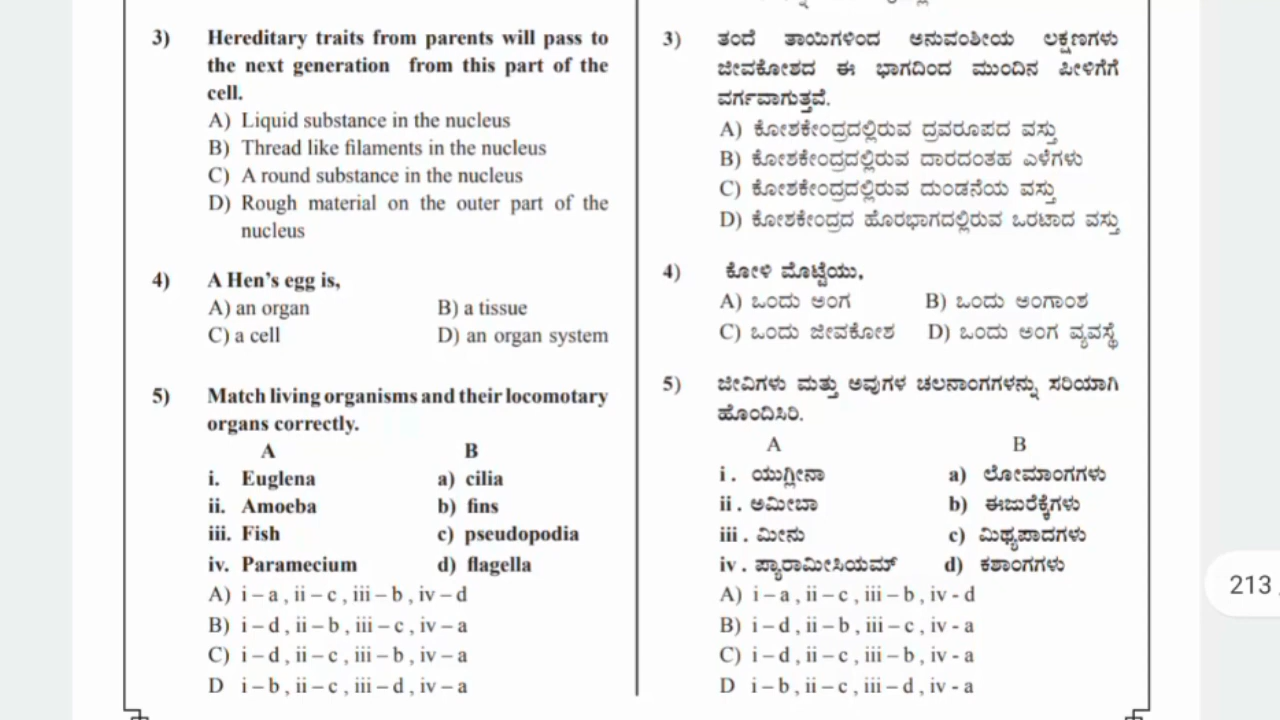 3) Hereditary traits from parents will pass to
the next generation from this part of the
cell.
A) Liquid substance in the nucleus
B) Thread like filaments in the nucleus
C) A round substance in the nucleus
D) Rough material on the outer part of the
nucleus
4) A Hen's egg is,
A) an organ B) a tissue
C) a cell D) an organ system
5) Match living organisms and their locomotary
organs correctly.
A B
i. Euglena a) cilia
ii. Amoeba b) fins
iii. Fish c) pseudopodia
iv. Paramecium d) flagella
A) i – a , ii – c , iii – b , iv – d
B) i – d , ii – b , iii – c , iv – a
C) i – d , ii – c , iii – b , iv – a
D i – b , ii – c , iii – d , iv – a
3) ತಂದೆ ತಾಯಿಗಳಿಂದ ಅನುವಂಶೀಯ ಲಕ್ಷಣಗಳು
ಜೀವಕೋಶದ ಈ ಭಾಗದಿಂದ ಮುಂದಿನ ಪೀಳಿಗೆಗೆ
ವರ್ಗವಾಗುತ್ತವೆ.
A) ಕೋಶಕೇಂದ್ರದಲ್ಲಿರುವ ದ್ರವರೂಪದ ವಸ್ತು
B) ಕೋಶಕೇಂದ್ರದಲ್ಲಿರುವ ದಾರದಂತಹ ಎಳೆಗಳು
C) ಕೋಶಕೇಂದ್ರದಲ್ಲಿರುವ ದುಂಡನೆಯ ವಸ್ತು
D) ಕೋಶಕೇಂದ್ರದ ಹೊರಭಾಗದಲ್ಲಿರುವ ಒರಟಾದ ವಸ್ತು
4) ಕೋಳಿ ಮೊಟ್ಟೆಯು,
A) ಒಂದು ಅಂಗ B) ಒಂದು ಅಂಗಾಂಶ
C) ಒಂದು ಜೀವಕೋಶ D) ಒಂದು ಅಂಗ ವ್ಯವಸ್ಥೆ
5) ಜೀವಿಗಳು ಮತ್ತು ಅವುಗಳ ಚಲನಾಂಗಗಳನ್ನು ಸರಿಯಾಗಿ
ಹೊಂದಿಸಿರಿ.
A B
i . ಯುಗ್ಲೀನಾ a) ಲೋಮಾಂಗಗಳು
ii . ಅಮೀಬಾ b) ಈಜುರೆಕ್ಕೆಗಳು
iii . ಮೀನು c) ಮಿಥ್ಯಪಾದಗಳು
iv . ಪ್ಯಾರಾಮೀಸಿಯಮ್ d) ಕಶಾಂಗಗಳು
A) i – a , ii – c , iii – b , iv - d
B) i – d , ii – b , iii – c , iv - a
C) i – d , ii – c , iii – b , iv - a
D i – b , ii – c , iii – d , iv - a
213